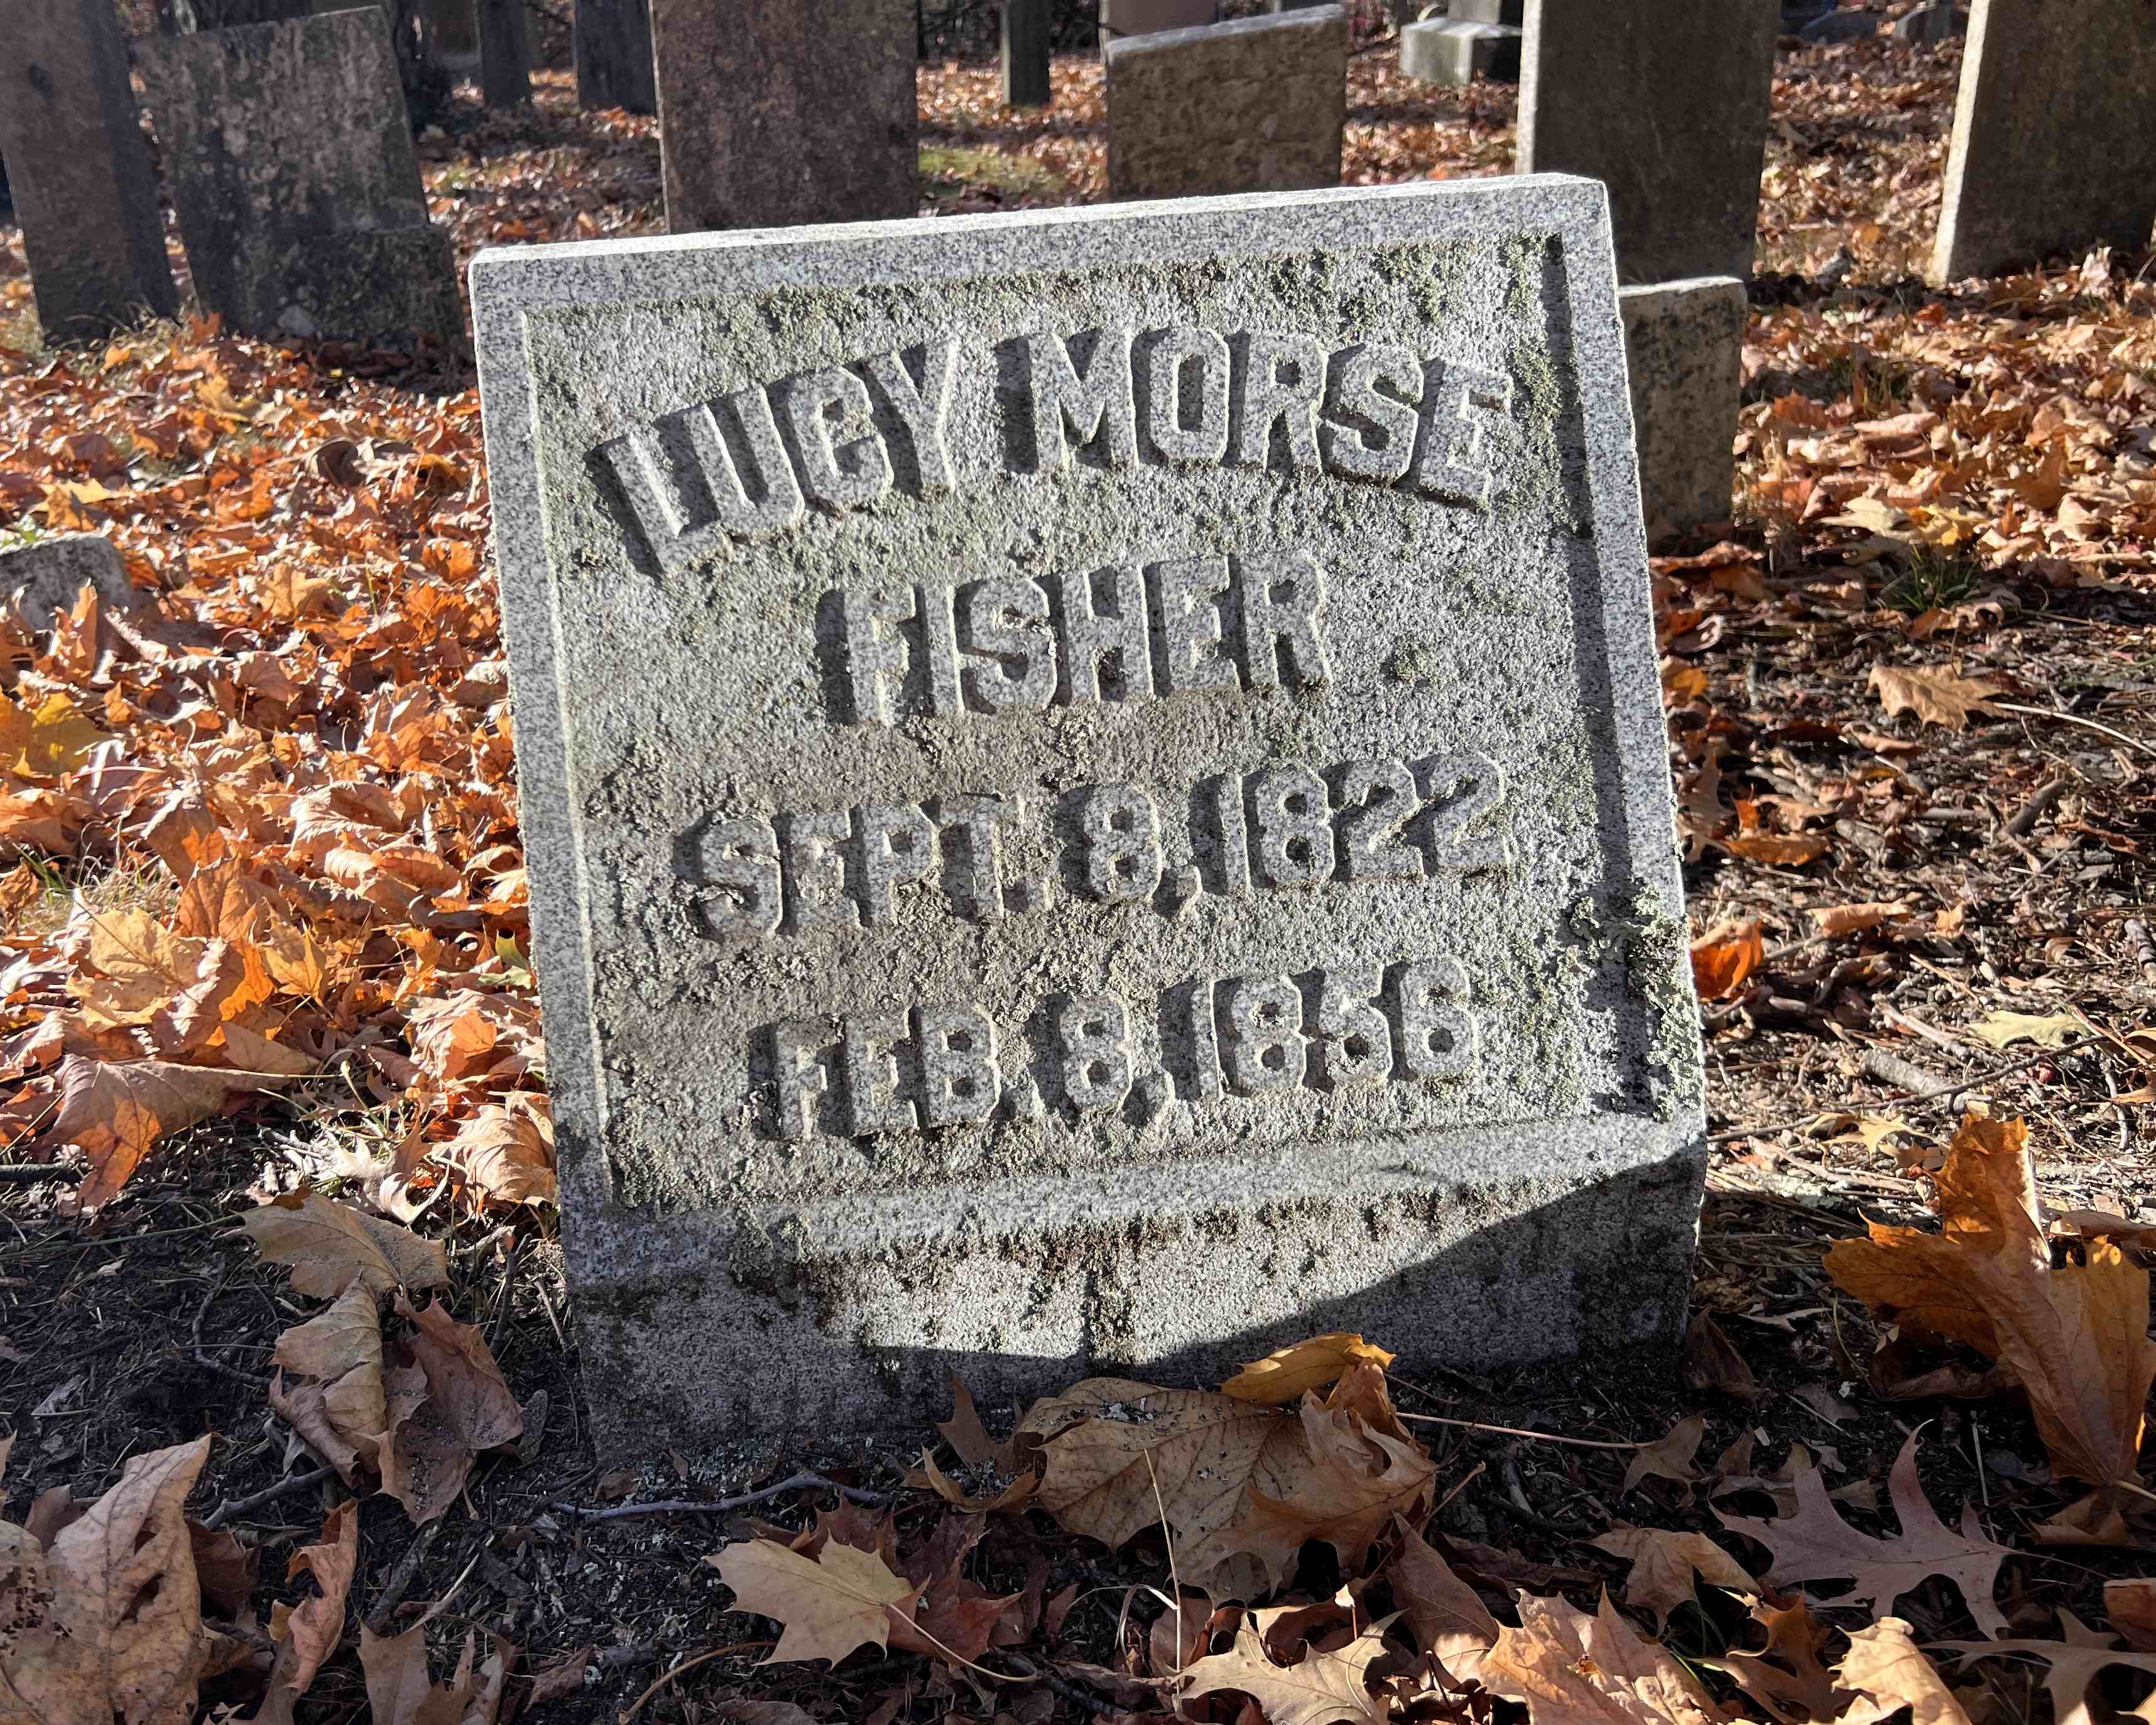 LUCY MORSE
FISHER
SEPT. 8, 1822
FEB. 8, 1856